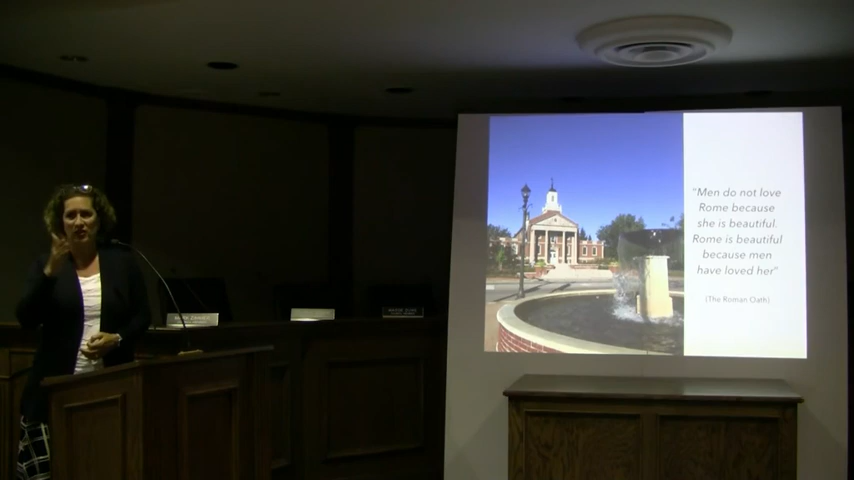 "Men do not love
Rome because
she is beautiful.
Rome is beautiful
because men
have loved her"
(The Roman Oath)